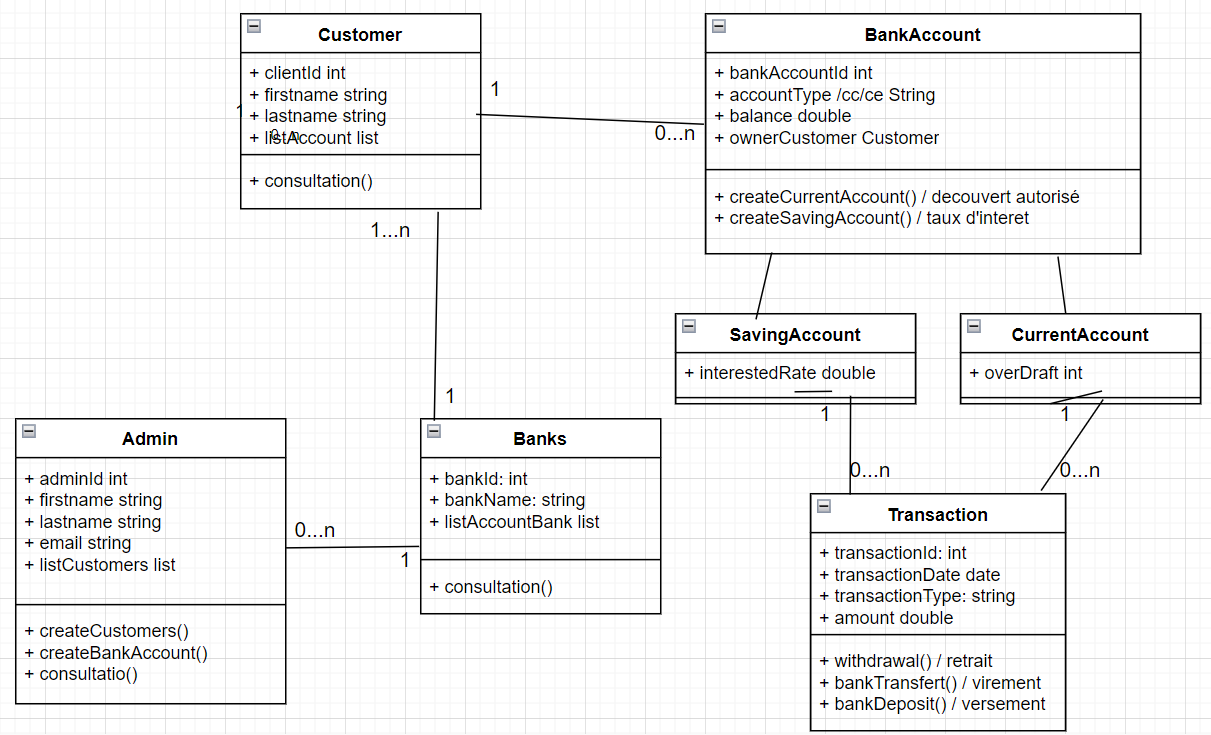 Customer
+ clientId int
+ firstname string
+ lastname string
+ listAccount list
+ consultation()
1
0...n
1
0...n
BankAccount
+ bankAccountId int
+ accountType /cc/ce String
+ balance double
+ ownerCustomer Customer
+ createCurrentAccount() / decouvert autorisé
+ createSavingAccount() / taux d'interet
1...n
1
SavingAccount
+ interestedRate double
1
0...n
CurrentAccount
+ overDraft int
1
0...n
Admin
+ adminId int
+ firstname string
+ lastname string
+ email string
+ listCustomers list
+ createCustomers()
+ createBankAccount()
+ consultatio()
0...n
1
Banks
+ bankId: int
+ bankName: string
+ listAccountBank list
+ consultation()
Transaction
+ transactionId: int
+ transactionDate date
+ transactionType: string
+ amount double
+ withdrawal() / retrait
+ bankTransfert() / virement
+ bankDeposit() / versement